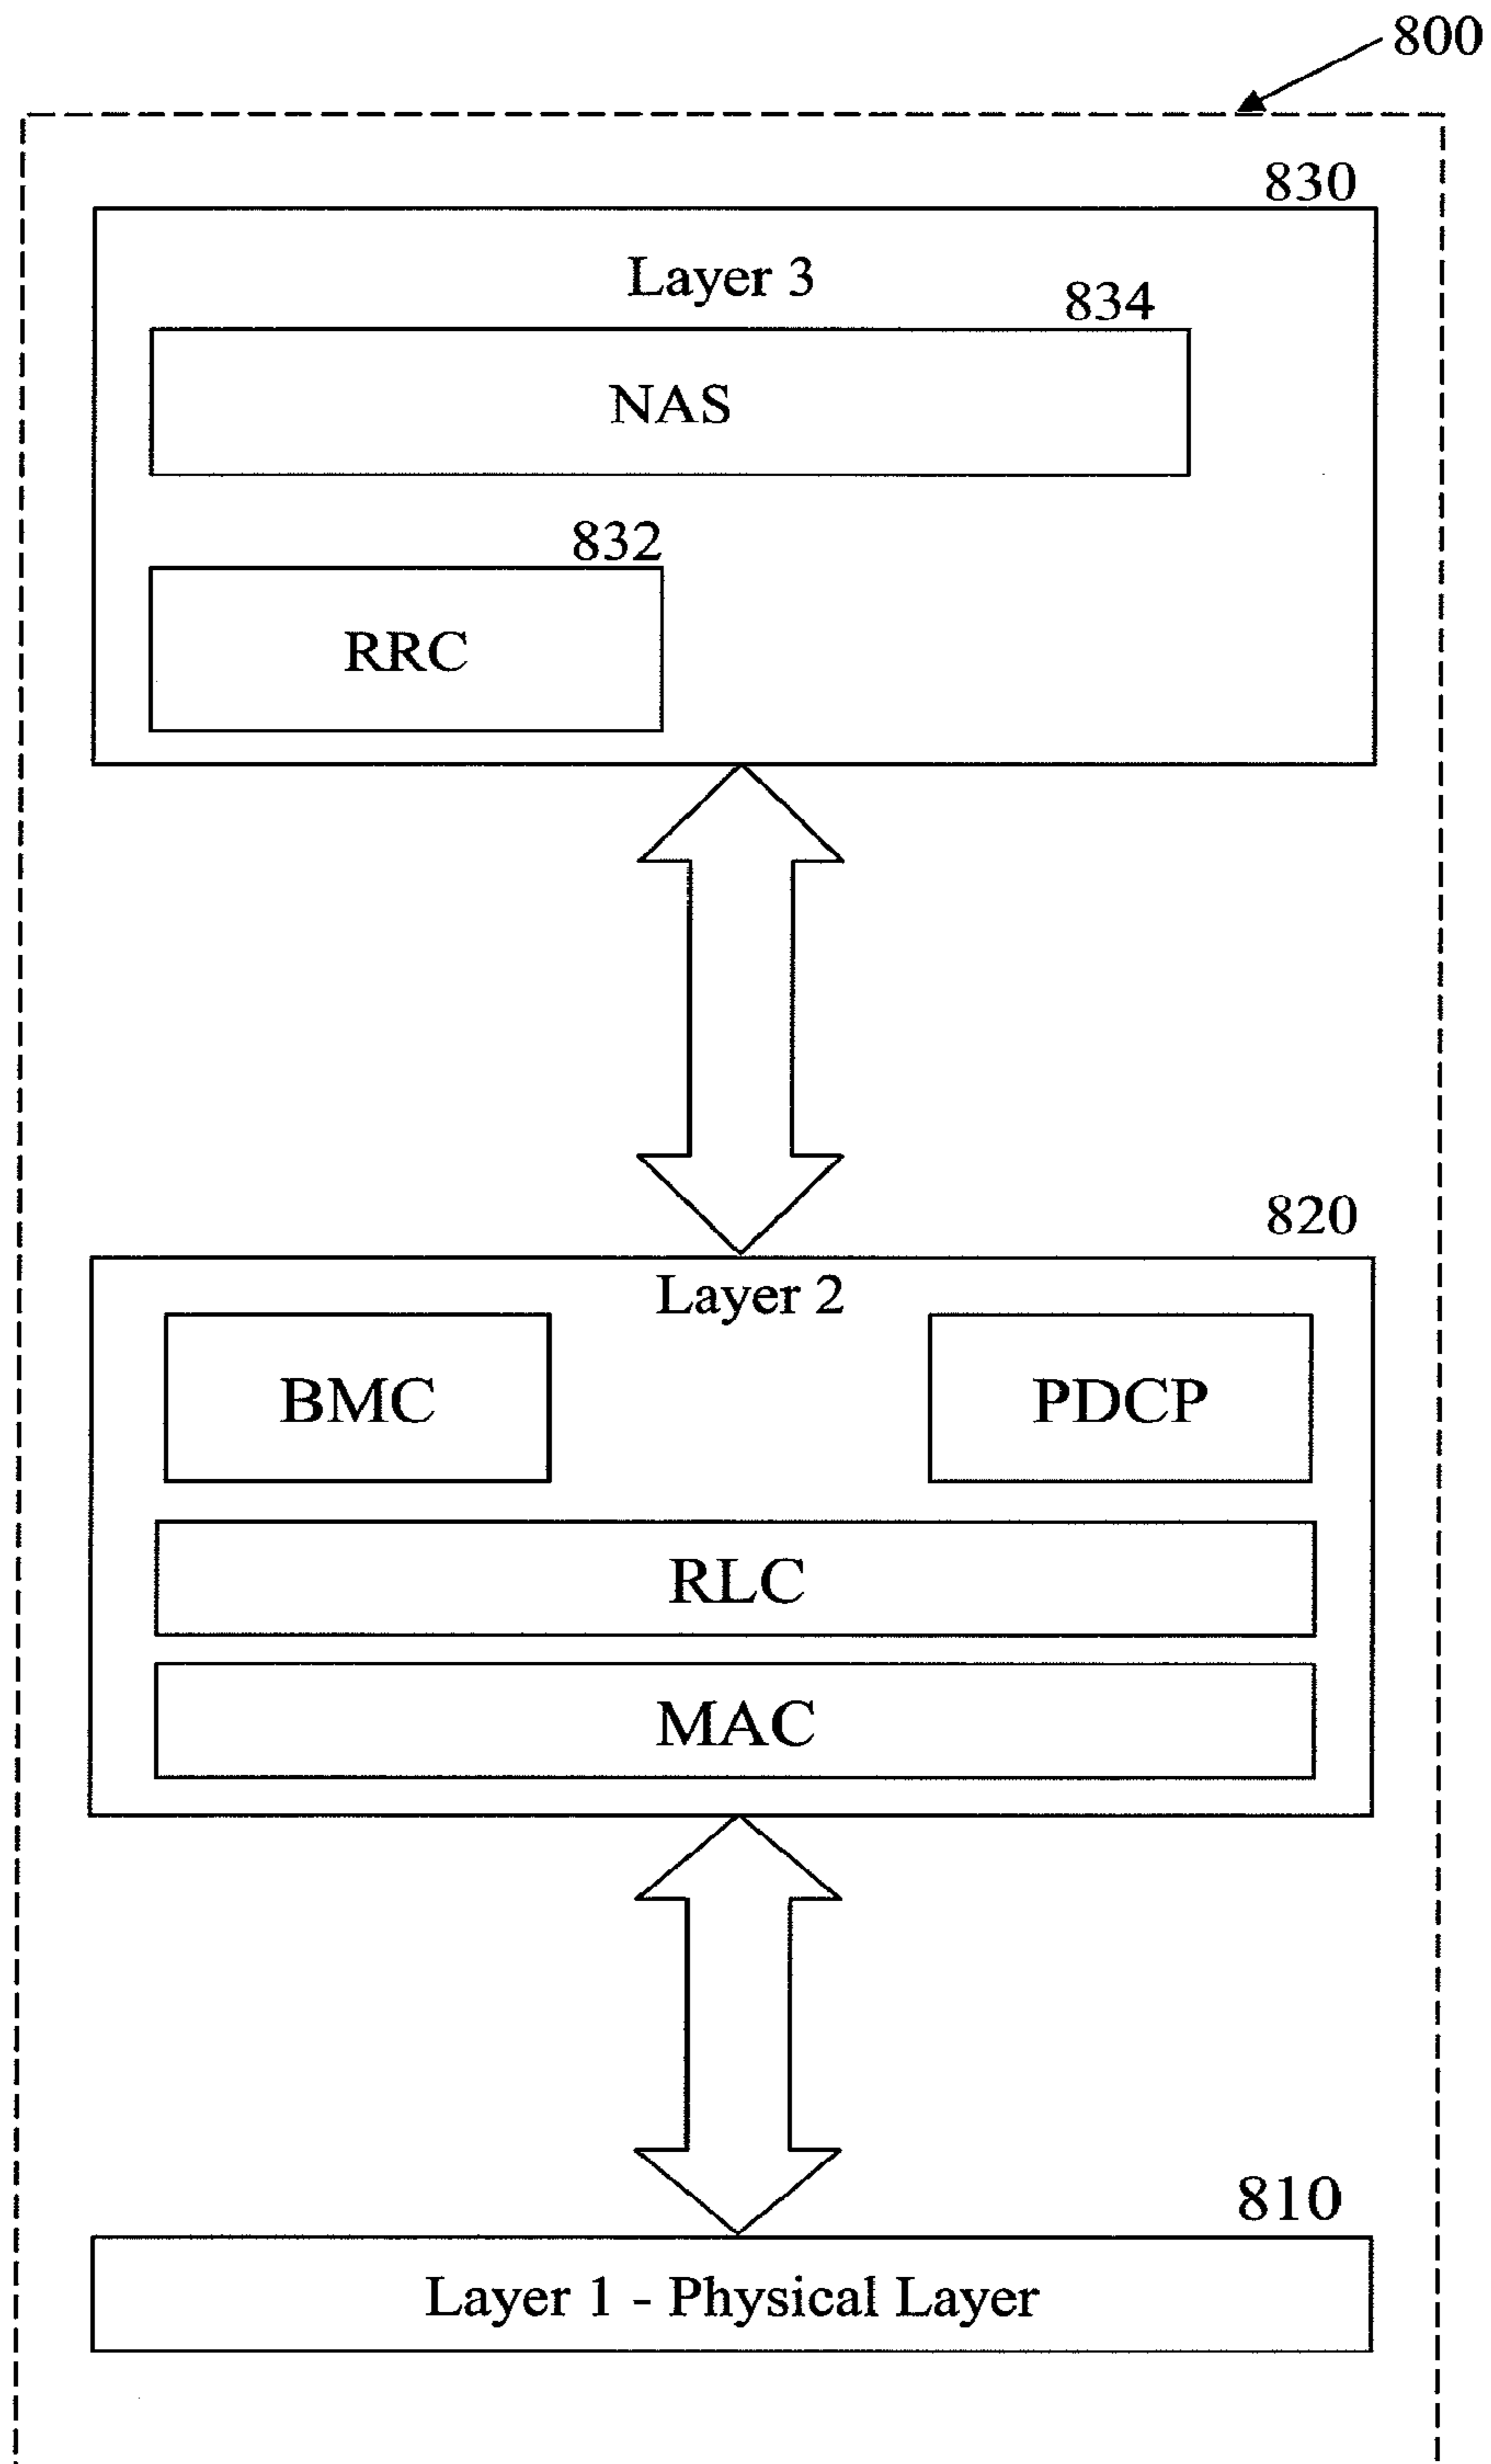 800
830
Layer 3
834
NAS
832
RRC
820
Layer 2
BMC
PDCP
RLC
MAC
810
Layer 1 - Physical Layer